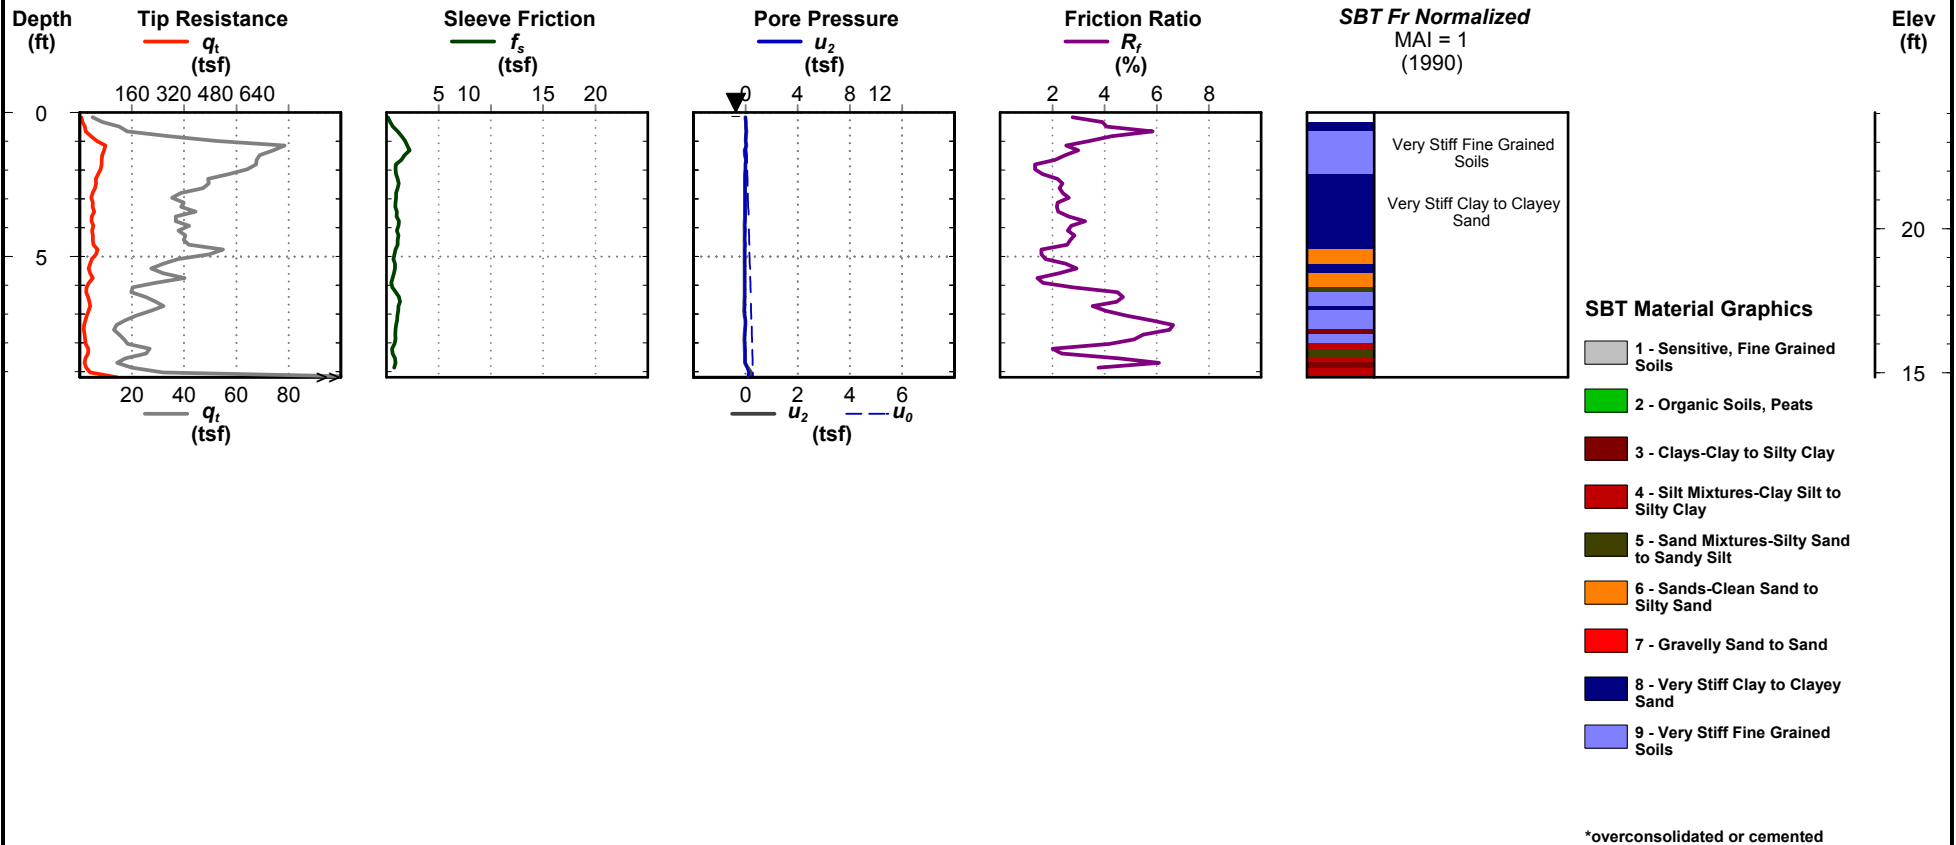 Depth
(ft)
Tip Resistance
qt
(tsf)
160 320 480 640
Sleeve Friction
fs
(tsf)
5 10 15 20
Pore Pressure
u2
(tsf)
0 4 8 12
Friction Ratio
Rf
(%)
2 4 6 8
SBT Fr Normalized
MAI = 1
(1990)
Elev
(ft)
0
5
Very Stiff Fine Grained
Soils
Very Stiff Clay to Clayey
Sand
20
15
20 40 60 80
qt
(tsf)
0 2 4 6
u2 u0
(tsf)
SBT Material Graphics
1 - Sensitive, Fine Grained
Soils
2 - Organic Soils, Peats
3 - Clays-Clay to Silty Clay
4 - Silt Mixtures-Clay Silt to
Silty Clay
5 - Sand Mixtures-Silty Sand
to Sandy Silt
6 - Sands-Clean Sand to
Silty Sand
7 - Gravelly Sand to Sand
8 - Very Stiff Clay to Clayey
Sand
9 - Very Stiff Fine Grained
Soils
*overconsolidated or cemented